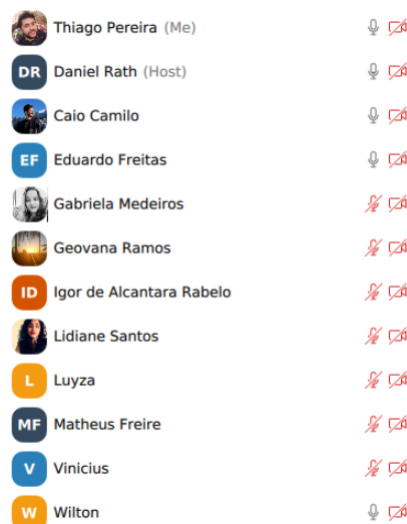 Thiago Pereira (Me)
DR Daniel Rath (Host)
Caio Camilo
EF Eduardo Freitas
Gabriela Medeiros
Geovana Ramos
ID Igor de Alcantara Rabelo
Lidiane Santos
L Luyza
MF Matheus Freire
V Vinicius
W Wilton